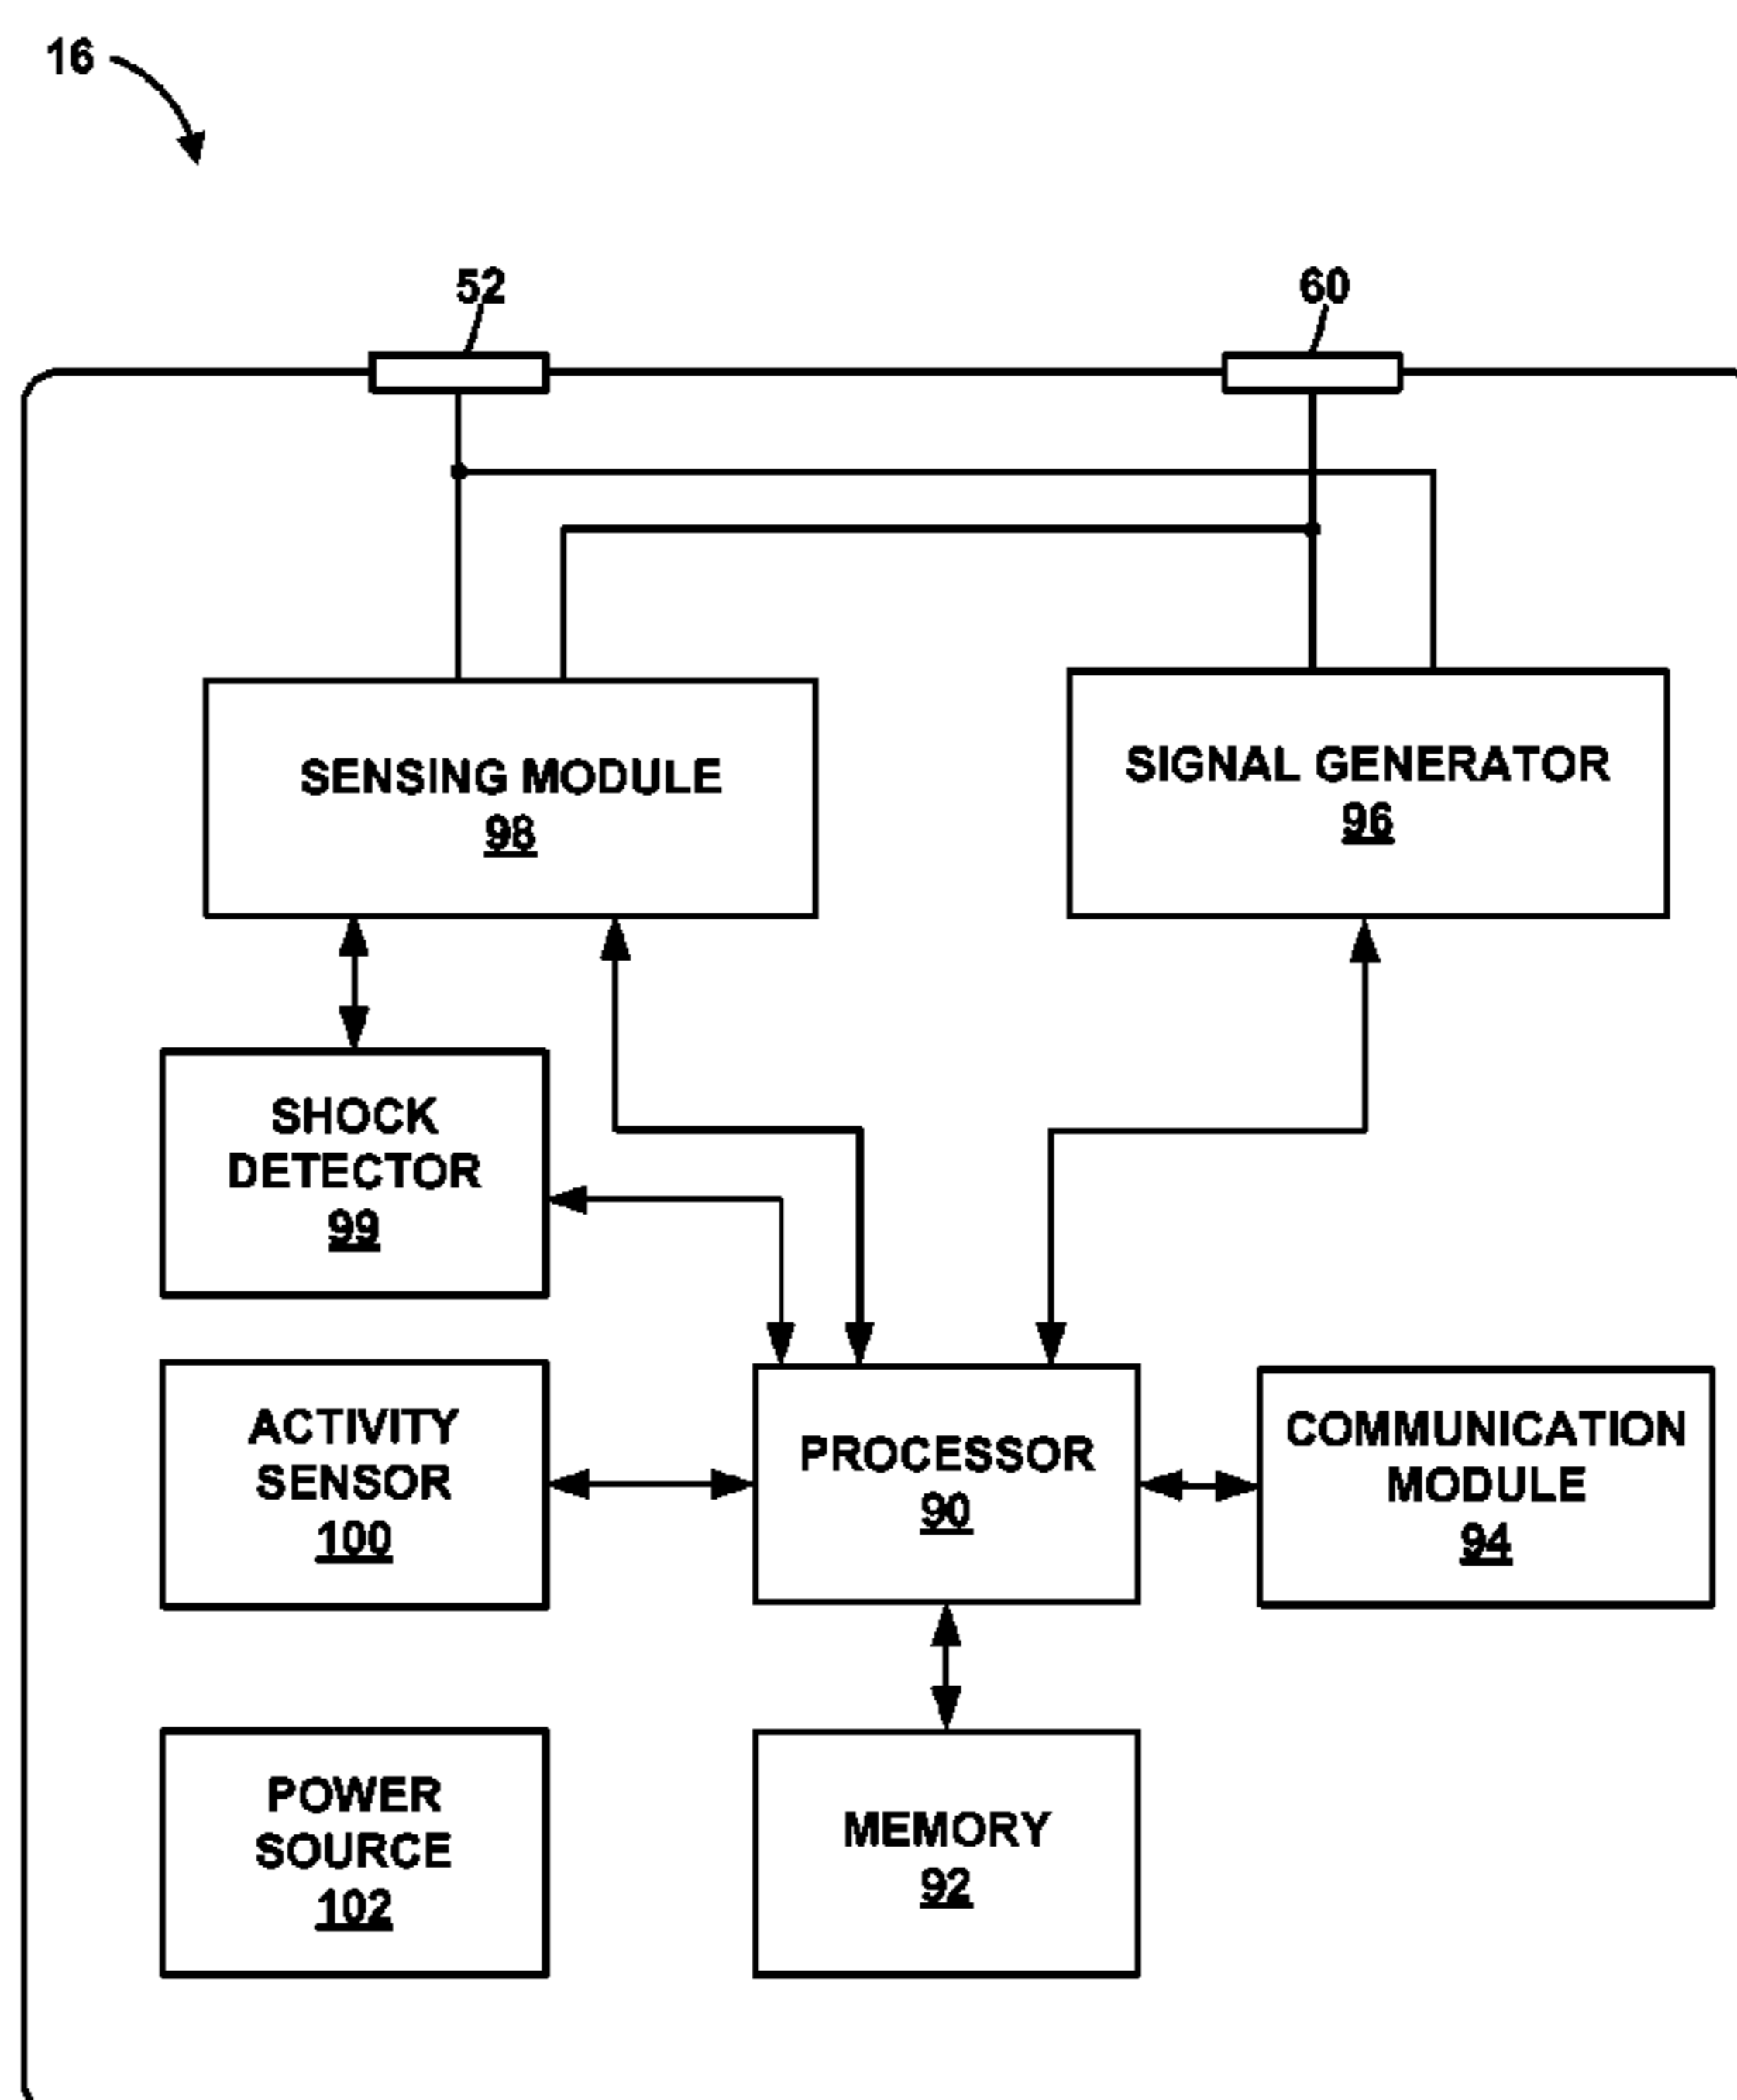 16
52
60
SENSING MODULE
98
SIGNAL GENERATOR
96
SHOCK
DETECTOR
99
ACTIVITY
SENSOR
100
PROCESSOR
90
COMMUNICATION
MODULE
94
POWER
SOURCE
102
MEMORY
92